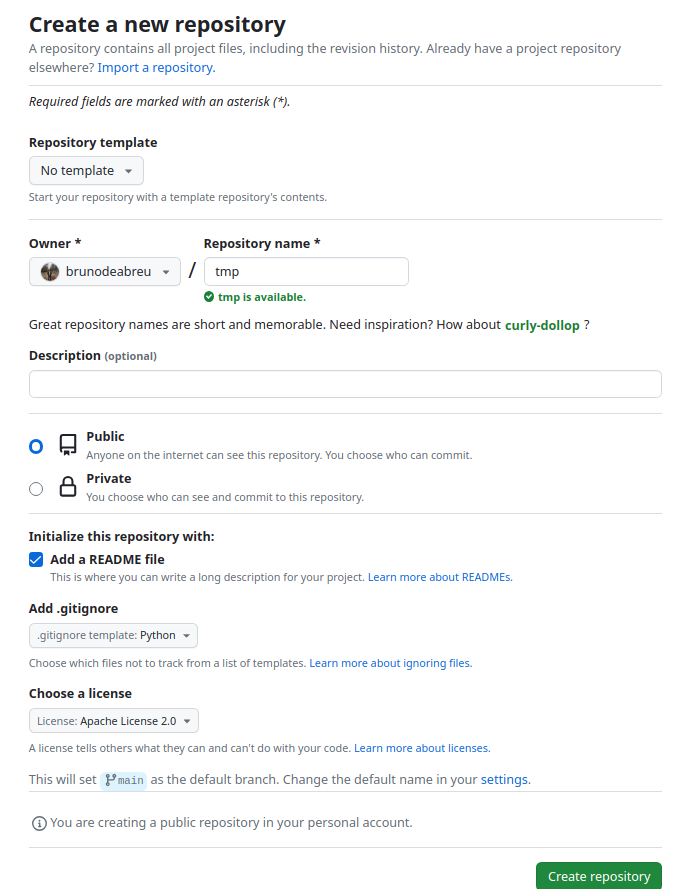 Create a new repository
A repository contains all project files, including the revision history. Already have a project repository
elsewhere? Import a repository.
Required fields are marked with an asterisk (*).
Repository template
No template
Start your repository with a template repository's contents.
Owner * Repository name *
brunodeabreu / tmp
tmp is available.
Great repository names are short and memorable. Need inspiration? How about curly-dollop ?
Description (optional)
Public
Anyone on the internet can see this repository. You choose who can commit.
Private
You choose who can see and commit to this repository.
Initialize this repository with:
Add a README file
This is where you can write a long description for your project. Learn more about READMEs.
Add .gitignore
.gitignore template: Python
Choose which files not to track from a list of templates. Learn more about ignoring files.
Choose a license
License: Apache License 2.0
A license tells others what they can and can't do with your code. Learn more about licenses.
This will set main as the default branch. Change the default name in your settings.
You are creating a public repository in your personal account.
Create repository